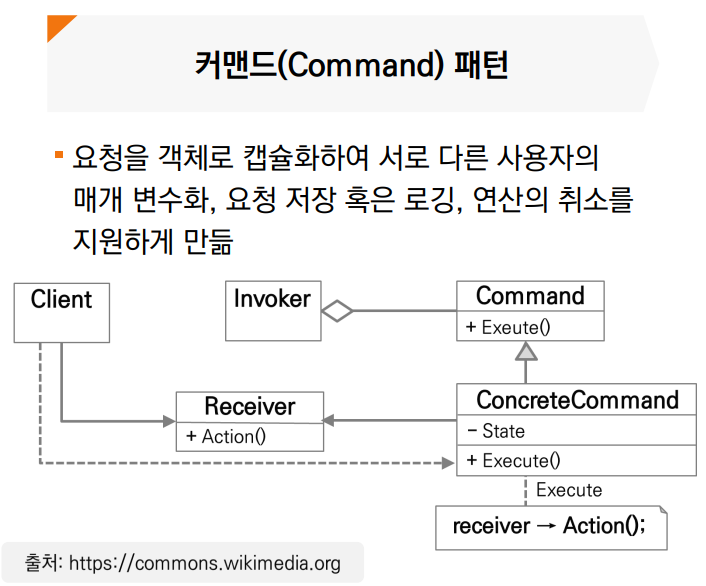 커맨드(Command) 패턴
요청을 객체로 캡슐화하여 서로 다른 사용자의
매개 변수화, 요청 저장 혹은 로깅, 연산의 취소를
지원하게 만듦
Client
Invoker
Command
+ Exeute()
Receiver
+ Action()
ConcreteCommand
- State
+ Execute()
Execute
receiver → Action();
출처: https://commons.wikimedia.org